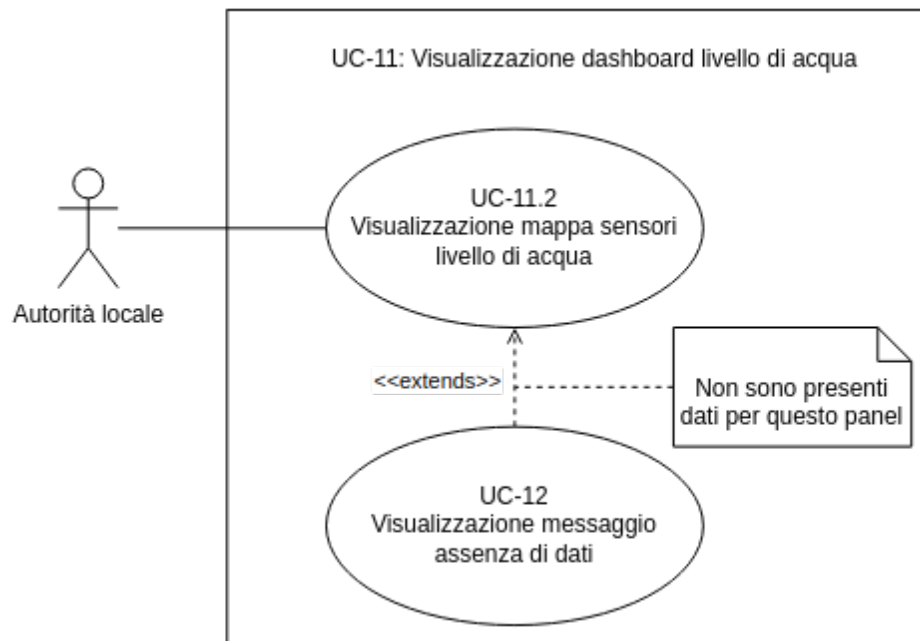 UC-11: Visualizzazione dashboard livello di acqua
UC-11.2
Visualizzazione mappa sensori
livello di acqua
Autorità locale
<<extends>>
Non sono presenti
dati per questo panel
UC-12
Visualizzazione messaggio
assenza di dati